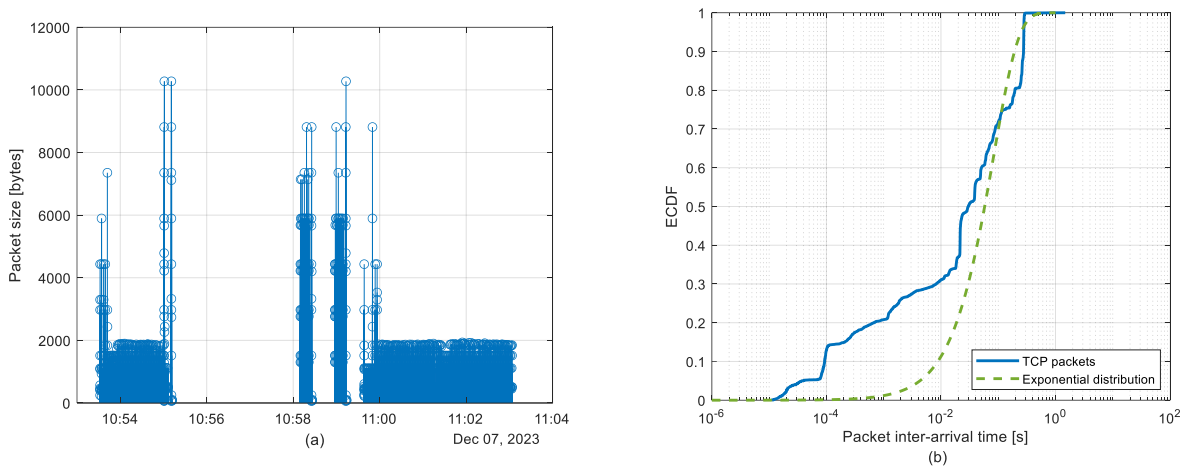 12000
10000
8000
6000
4000
2000
0
Packet size [bytes]
10:54 10:56 10:58 11:00 11:02 11:04
Dec 07, 2023
(a)
1
0.9
0.8
0.7
0.6
0.5
0.4
0.3
0.2
0.1
0
ECDF
TCP packets
Exponential distribution
10^-6 10^-4 10^-2 10^0 10^2
Packet inter-arrival time [s]
(b)